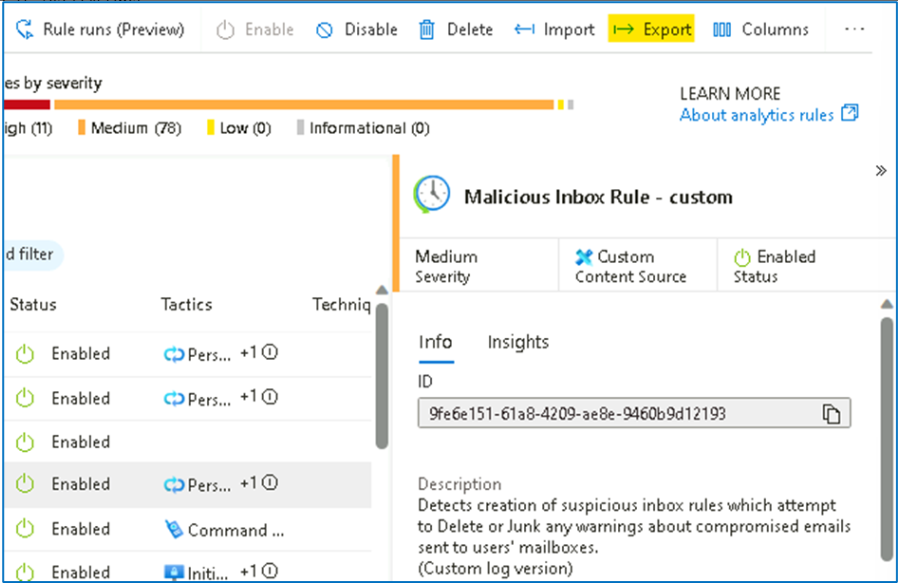 Rule runs (Preview) Enable Disable Delete Import Export Columns ...
es by severity
igh (11) Medium (78) Low (0) Informational (0)
LEARN MORE
About analytics rules
»
Malicious Inbox Rule - custom
d filter
Medium
Severity
Custom
Content Source
Enabled
Status
Status Tactics Techniq
Enabled Pers... +1
Enabled Pers... +1
Enabled
Enabled Pers... +1
Enabled Command ...
Enabled Initi... +1
Info Insights
ID
9fe6e151-61a8-4209-ae8e-9460b9d12193
Description
Detects creation of suspicious inbox rules which attempt
to Delete or Junk any warnings about compromised emails
sent to users' mailboxes.
(Custom log version)